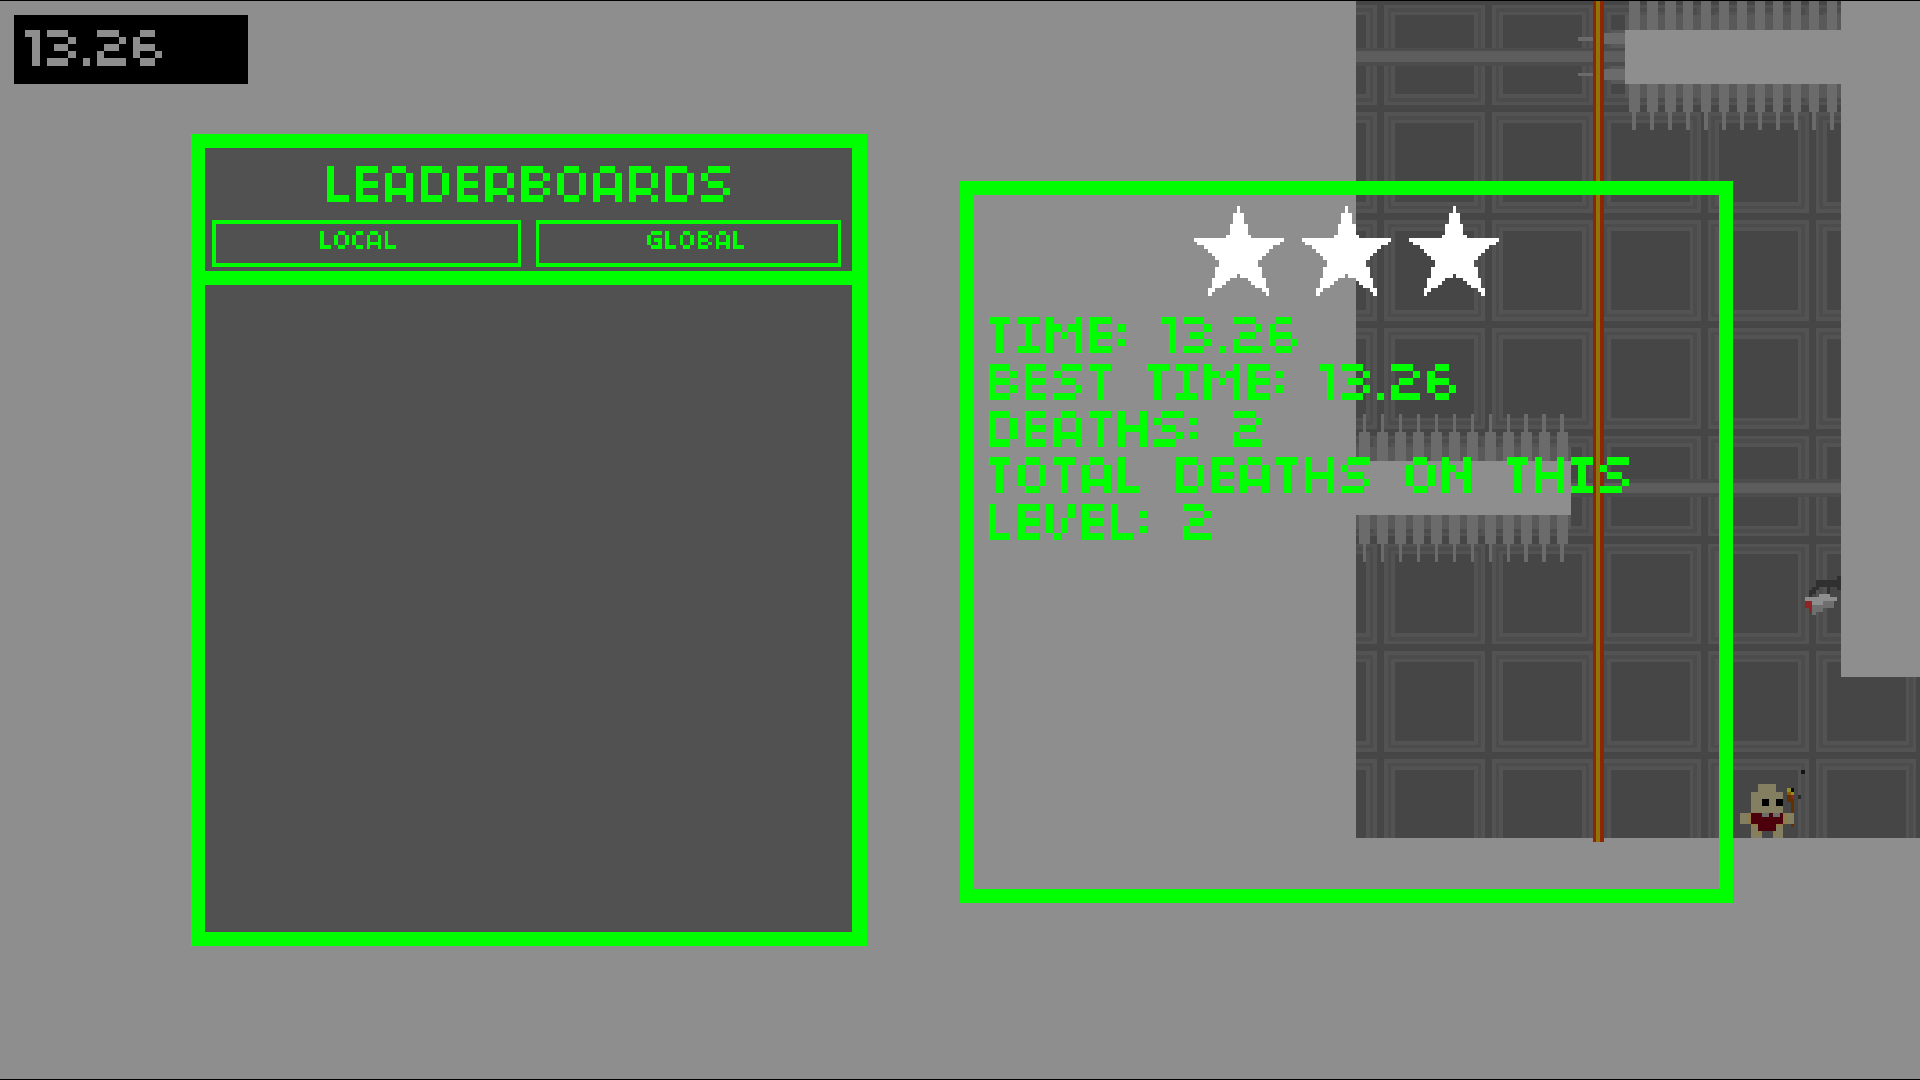 13.26
LEADERBOARDS
LOCAL
GLOBAL
TIME: 13.26
BEST TIME: 13.26
DEATHS: 2
TOTAL DEATHS ON THIS
LEVEL: 2